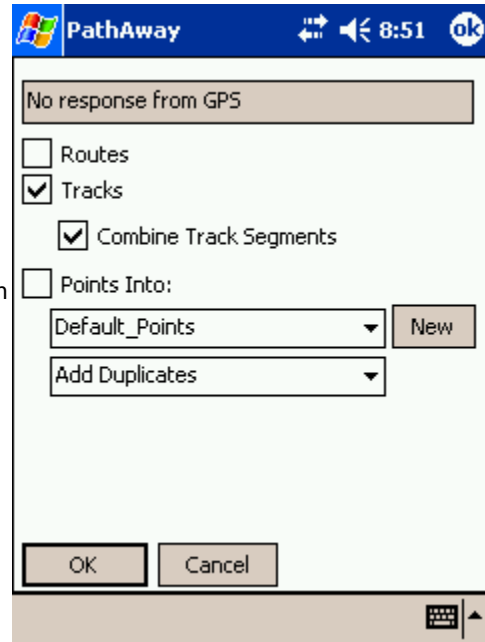 PathAway 8:51 ok
No response from GPS
Routes
Tracks
Combine Track Segments
n
Points Into:
Default_Points New
Add Duplicates
OK Cancel